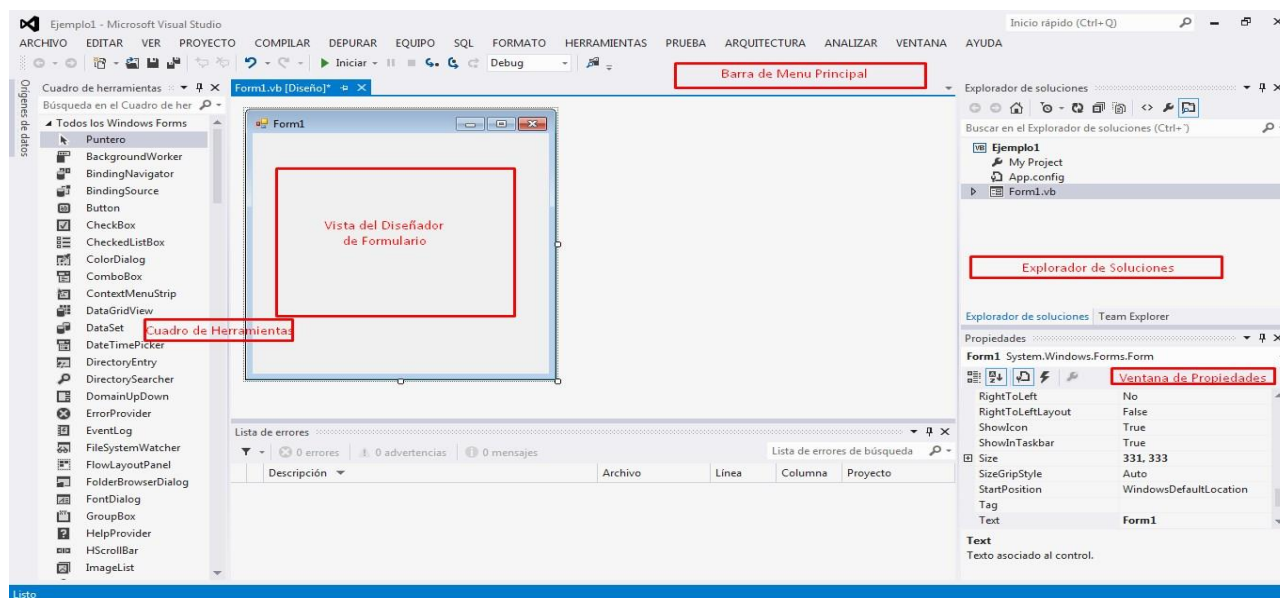 Ejemplo1 - Microsoft Visual Studio
Inicio rápido (Ctrl+Q)
ARCHIVO EDITAR VER PROYECTO COMPILAR DEPURAR EQUIPO SQL FORMATO HERRAMIENTAS PRUEBA ARQUITECTURA ANALIZAR VENTANA AYUDA
Iniciar
Debug
Barra de Menu Principal
Orígenes de datos
Cuadro de herramientas
Búsqueda en el Cuadro de her
Todos los Windows Forms
Puntero
BackgroundWorker
BindingNavigator
BindingSource
Button
CheckBox
CheckedListBox
ColorDialog
ComboBox
ContextMenuStrip
DataGridView
DataSet
DateTimePicker
DirectoryEntry
DirectorySearcher
DomainUpDown
ErrorProvider
EventLog
FileSystemWatcher
FlowLayoutPanel
FolderBrowserDialog
FontDialog
GroupBox
HelpProvider
HScrollBar
ImageList
Cuadro de Herramientas
Form1.vb [Diseño]*
Form1
Vista del Diseñador
de Formulario
Lista de errores
0 errores 0 advertencias 0 mensajes
Lista de errores de búsqueda
Descripción Archivo Línea Columna Proyecto
Explorador de soluciones
Buscar en el Explorador de soluciones (Ctrl+¨)
VB Ejemplo1
My Project
App.config
Form1.vb
Explorador de Soluciones
Explorador de soluciones Team Explorer
Propiedades
Form1 System.Windows.Forms.Form
Ventana de Propiedades
RightToLeft No
RightToLeftLayout False
ShowIcon True
ShowInTaskbar True
Size 331, 333
SizeGripStyle Auto
StartPosition WindowsDefaultLocation
Tag
Text Form1
Text
Texto asociado al control.
Listo